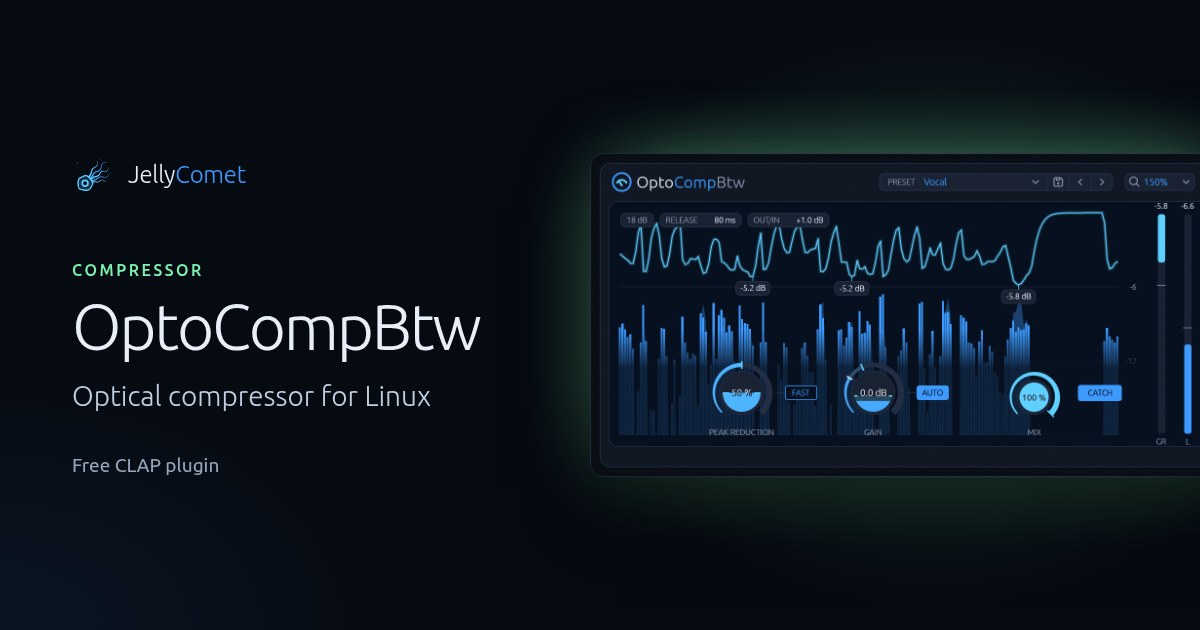 JellyComet
COMPRESSOR
OptoCompBtw
Optical compressor for Linux
Free CLAP plugin
OptoCompBtw
PRESET Vocal
150%
-5.8 -6.6
18 dB RELEASE 80 ms OUT/IN +1.0 dB
-5.2 dB
-5.2 dB
-5.8 dB
-6
-12
50 %
FAST
0.0 dB
AUTO
100 %
CATCH
PEAK REDUCTION
GAIN
MIX
GR L